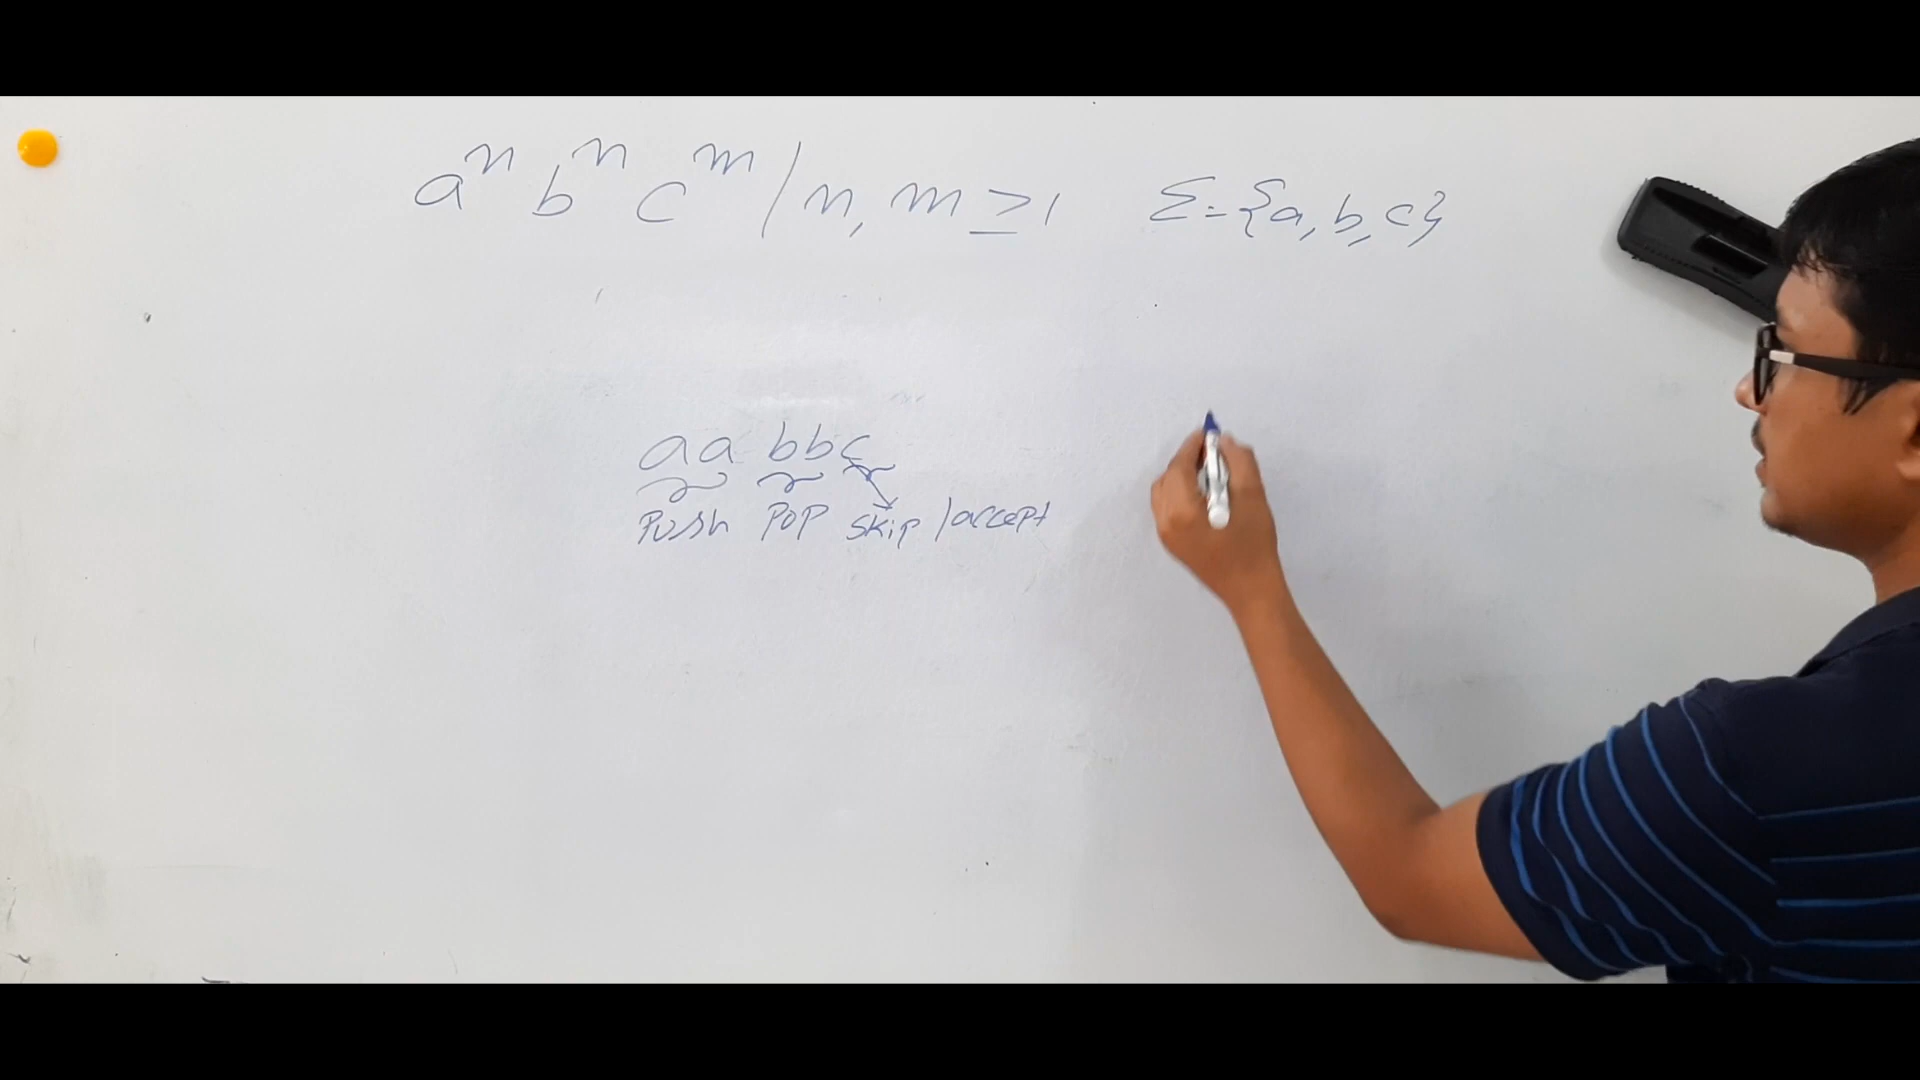 aⁿ bⁿ cᵐ / n, m ≥ 1 Σ = {a, b, c}
aa bbc
Push Pop skip / accept